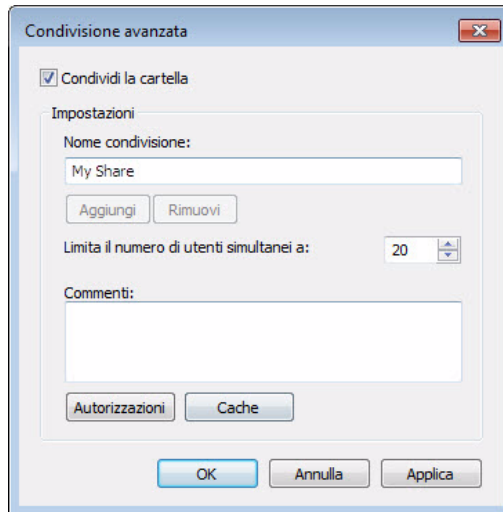 Condivisione avanzata
Condividi la cartella
Impostazioni
Nome condivisione:
My Share
Aggiungi Rimuovi
Limita il numero di utenti simultanei a: 20
Commenti:
Autorizzazioni Cache
OK Annulla Applica